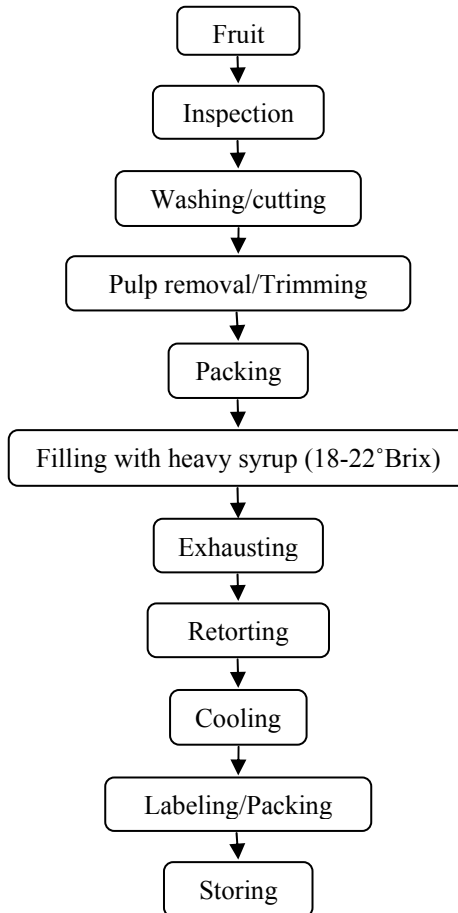 Fruit
Inspection
Washing/cutting
Pulp removal/Trimming
Packing
Filling with heavy syrup (18-22˚Brix)
Exhausting
Retorting
Cooling
Labeling/Packing
Storing